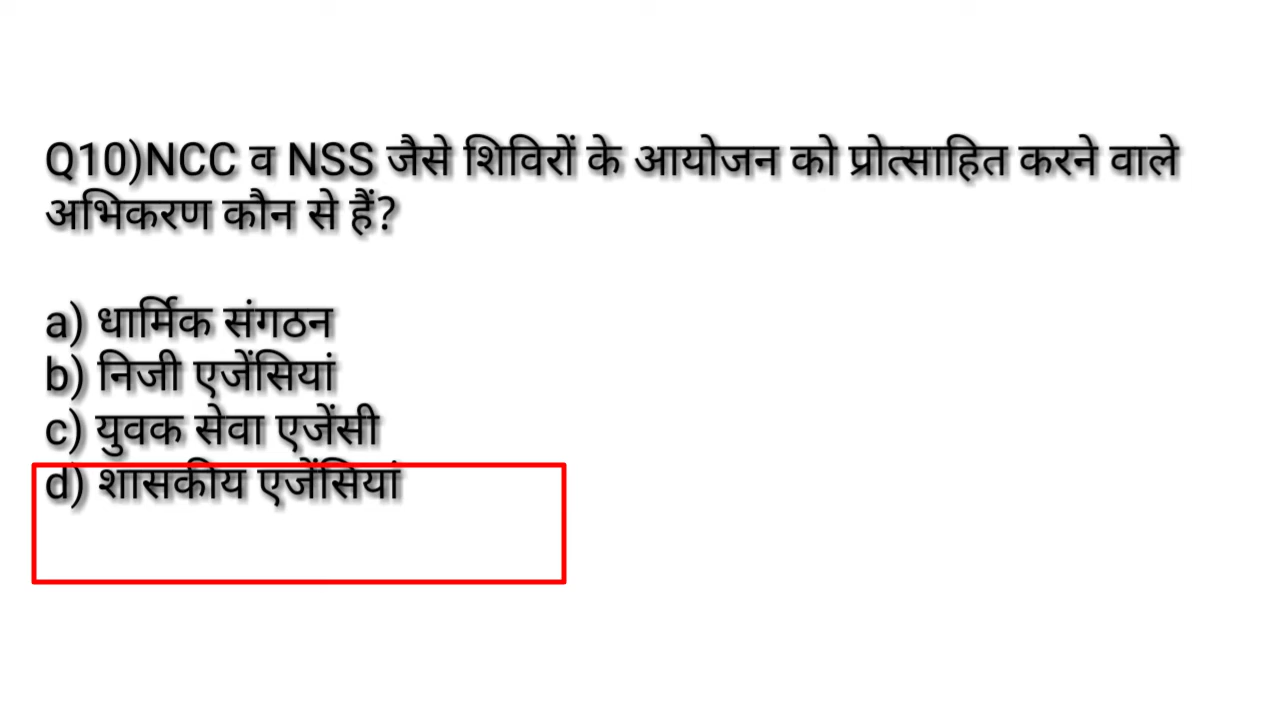 Q10)NCC व NSS जैसे शिविरों के आयोजन को प्रोत्साहित करने वाले
अभिकरण कौन से हैं?
a) धार्मिक संगठन
b) निजी एजेंसियां
c) युवक सेवा एजेंसी
d) शासकीय एजेंसियां